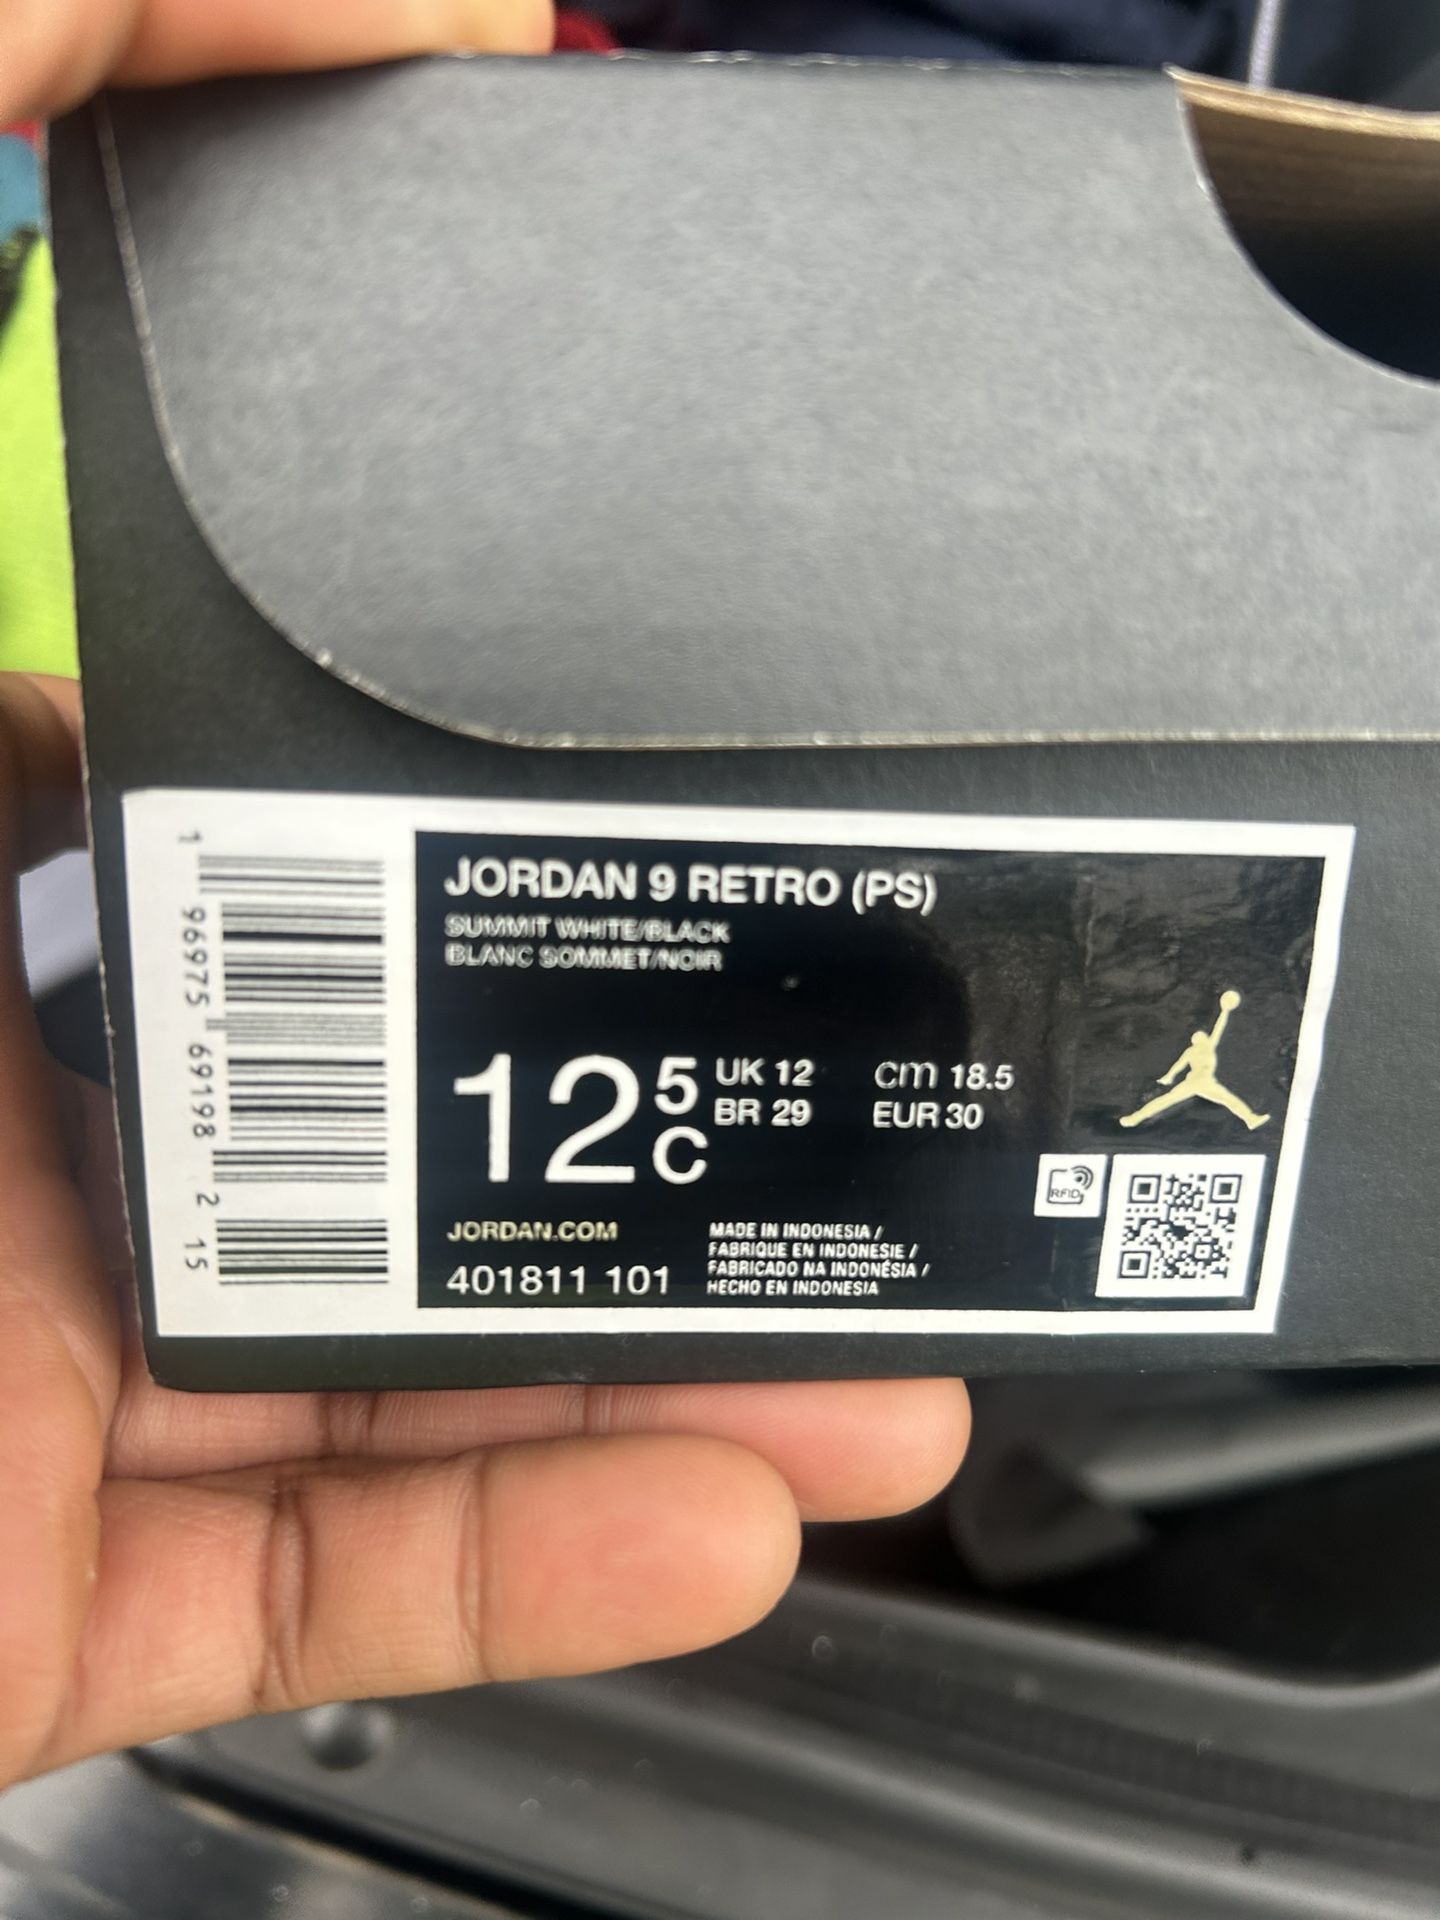 1 96975 69198 2 15
JORDAN 9 RETRO (PS)
SUMMIT WHITE/BLACK
BLANC SOMMET/NOIR
12 5 C
UK 12 cm 18.5
BR 29 EUR 30
RFID
JORDAN.COM
401811 101
MADE IN INDONESIA /
FABRIQUE EN INDONESIE /
FABRICADO NA INDONÉSIA /
HECHO EN INDONESIA